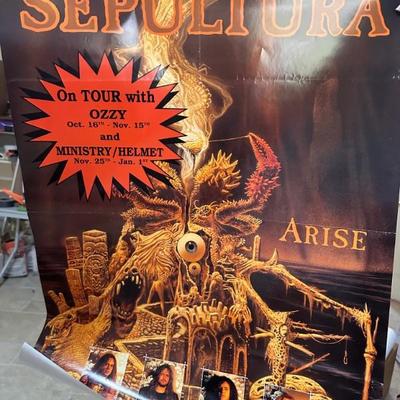 SEPULTURA
On TOUR with
OZZY
Oct. 16TH - Nov. 15TH
and
MINISTRY/HELMET
Nov. 25TH - Jan. 1ST
ARISE